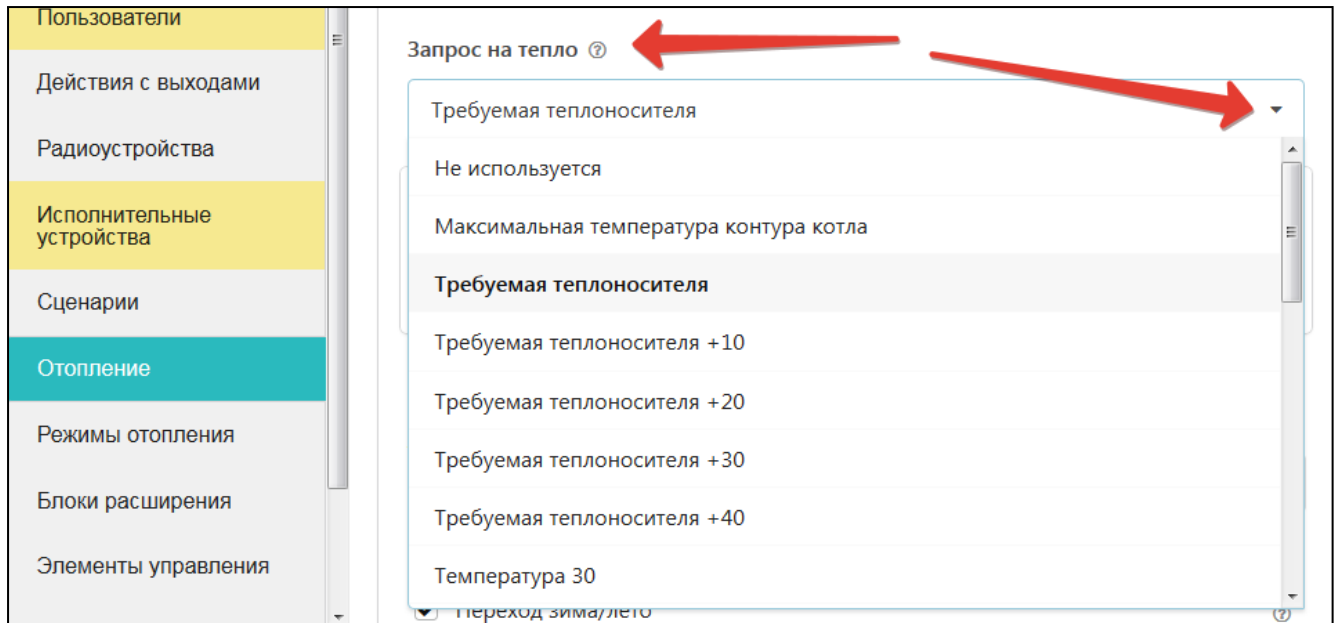 Пользователи
Действия с выходами
Радиоустройства
Исполнительные
устройства
Сценарии
Отопление
Режимы отопления
Блоки расширения
Элементы управления
Запрос на тепло
Требуемая теплоносителя
Не используется
Максимальная температура контура котла
Требуемая теплоносителя
Требуемая теплоносителя +10
Требуемая теплоносителя +20
Требуемая теплоносителя +30
Требуемая теплоносителя +40
Температура 30
Переход зима/лето